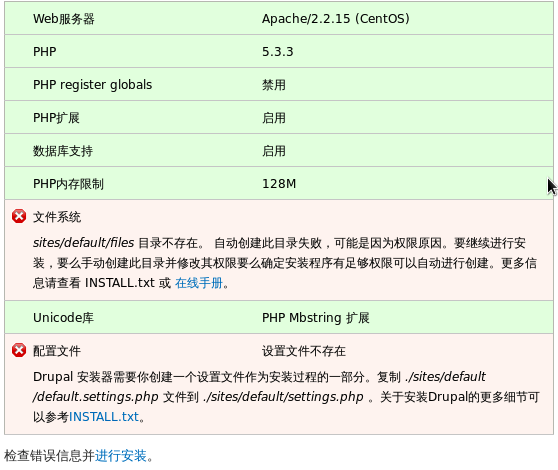 Web服务器 Apache/2.2.15 (CentOS)
PHP 5.3.3
PHP register globals 禁用
PHP扩展 启用
数据库支持 启用
PHP内存限制 128M
文件系统
sites/default/files 目录不存在。 自动创建此目录失败，可能是因为权限原因。要继续进行安
装，要么手动创建此目录并修改其权限要么确定安装程序有足够权限可以自动进行创建。更多信
息请查看 INSTALL.txt 或 在线手册。
Unicode库 PHP Mbstring 扩展
配置文件 设置文件不存在
Drupal 安装器需要你创建一个设置文件作为安装过程的一部分。复制 ./sites/default
/default.settings.php 文件到 ./sites/default/settings.php 。关于安装Drupal的更多细节可
以参考INSTALL.txt。
检查错误信息并进行安装。